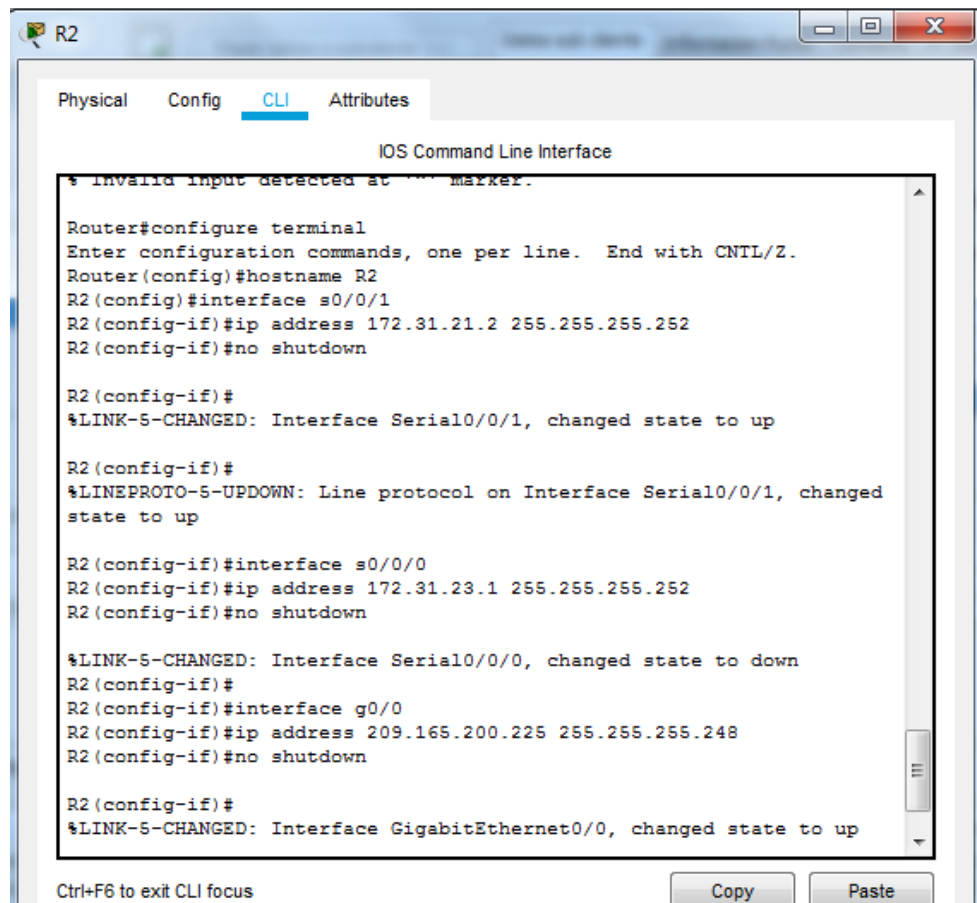 R2
Physical Config CLI Attributes
IOS Command Line Interface
% Invalid input detected at '^' marker.
Router#configure terminal
Enter configuration commands, one per line.  End with CNTL/Z.
Router(config)#hostname R2
R2(config)#interface s0/0/1
R2(config-if)#ip address 172.31.21.2 255.255.255.252
R2(config-if)#no shutdown
R2(config-if)#
%LINK-5-CHANGED: Interface Serial0/0/1, changed state to up
R2(config-if)#
%LINEPROTO-5-UPDOWN: Line protocol on Interface Serial0/0/1, changed
state to up
R2(config-if)#interface s0/0/0
R2(config-if)#ip address 172.31.23.1 255.255.255.252
R2(config-if)#no shutdown
%LINK-5-CHANGED: Interface Serial0/0/0, changed state to down
R2(config-if)#
R2(config-if)#interface g0/0
R2(config-if)#ip address 209.165.200.225 255.255.255.248
R2(config-if)#no shutdown
R2(config-if)#
%LINK-5-CHANGED: Interface GigabitEthernet0/0, changed state to up
Ctrl+F6 to exit CLI focus
Copy Paste